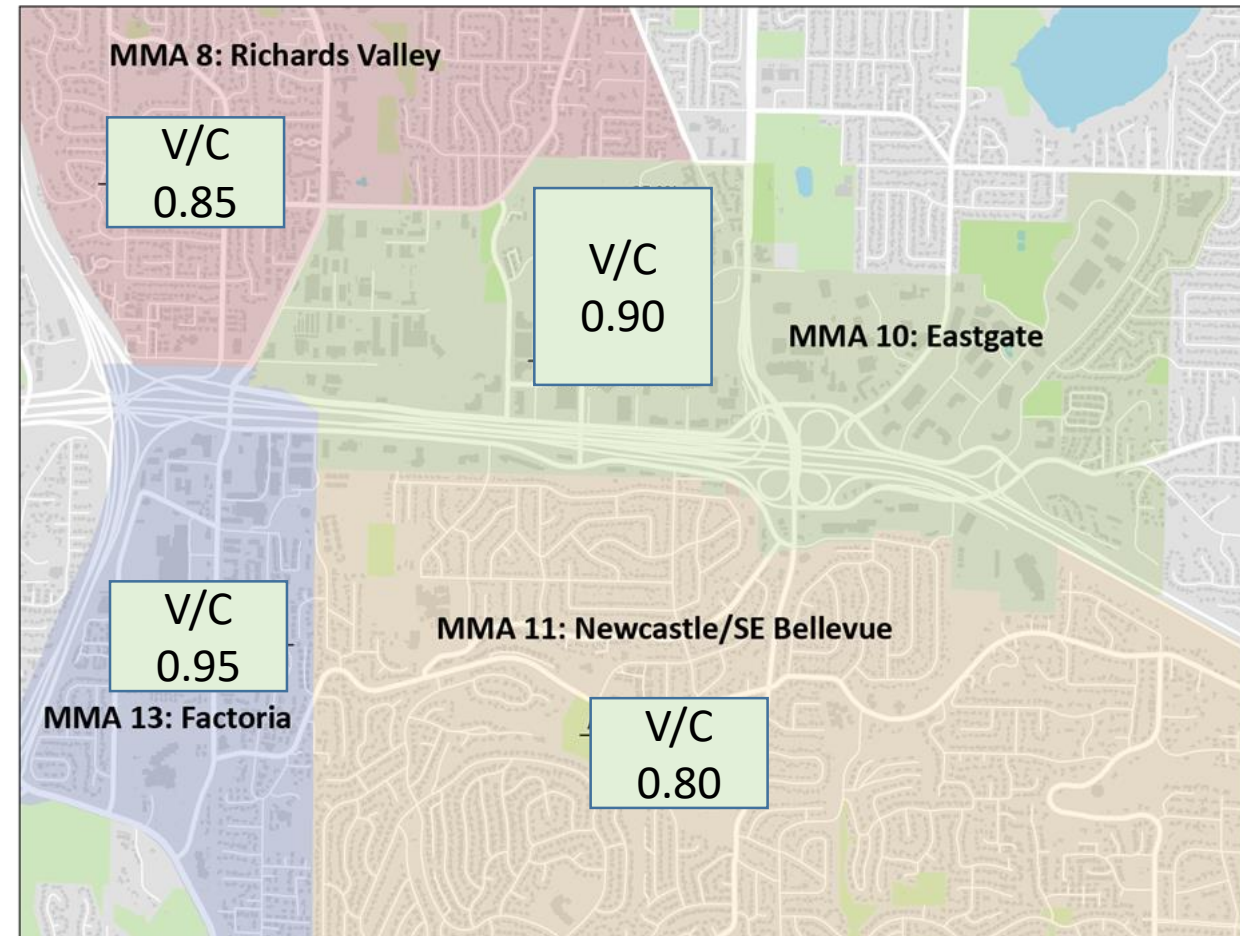 MMA 8: Richards Valley
V/C
0.85
V/C
0.90
MMA 10: Eastgate
V/C
0.95
MMA 11: Newcastle/SE Bellevue
MMA 13: Factoria
V/C
0.80